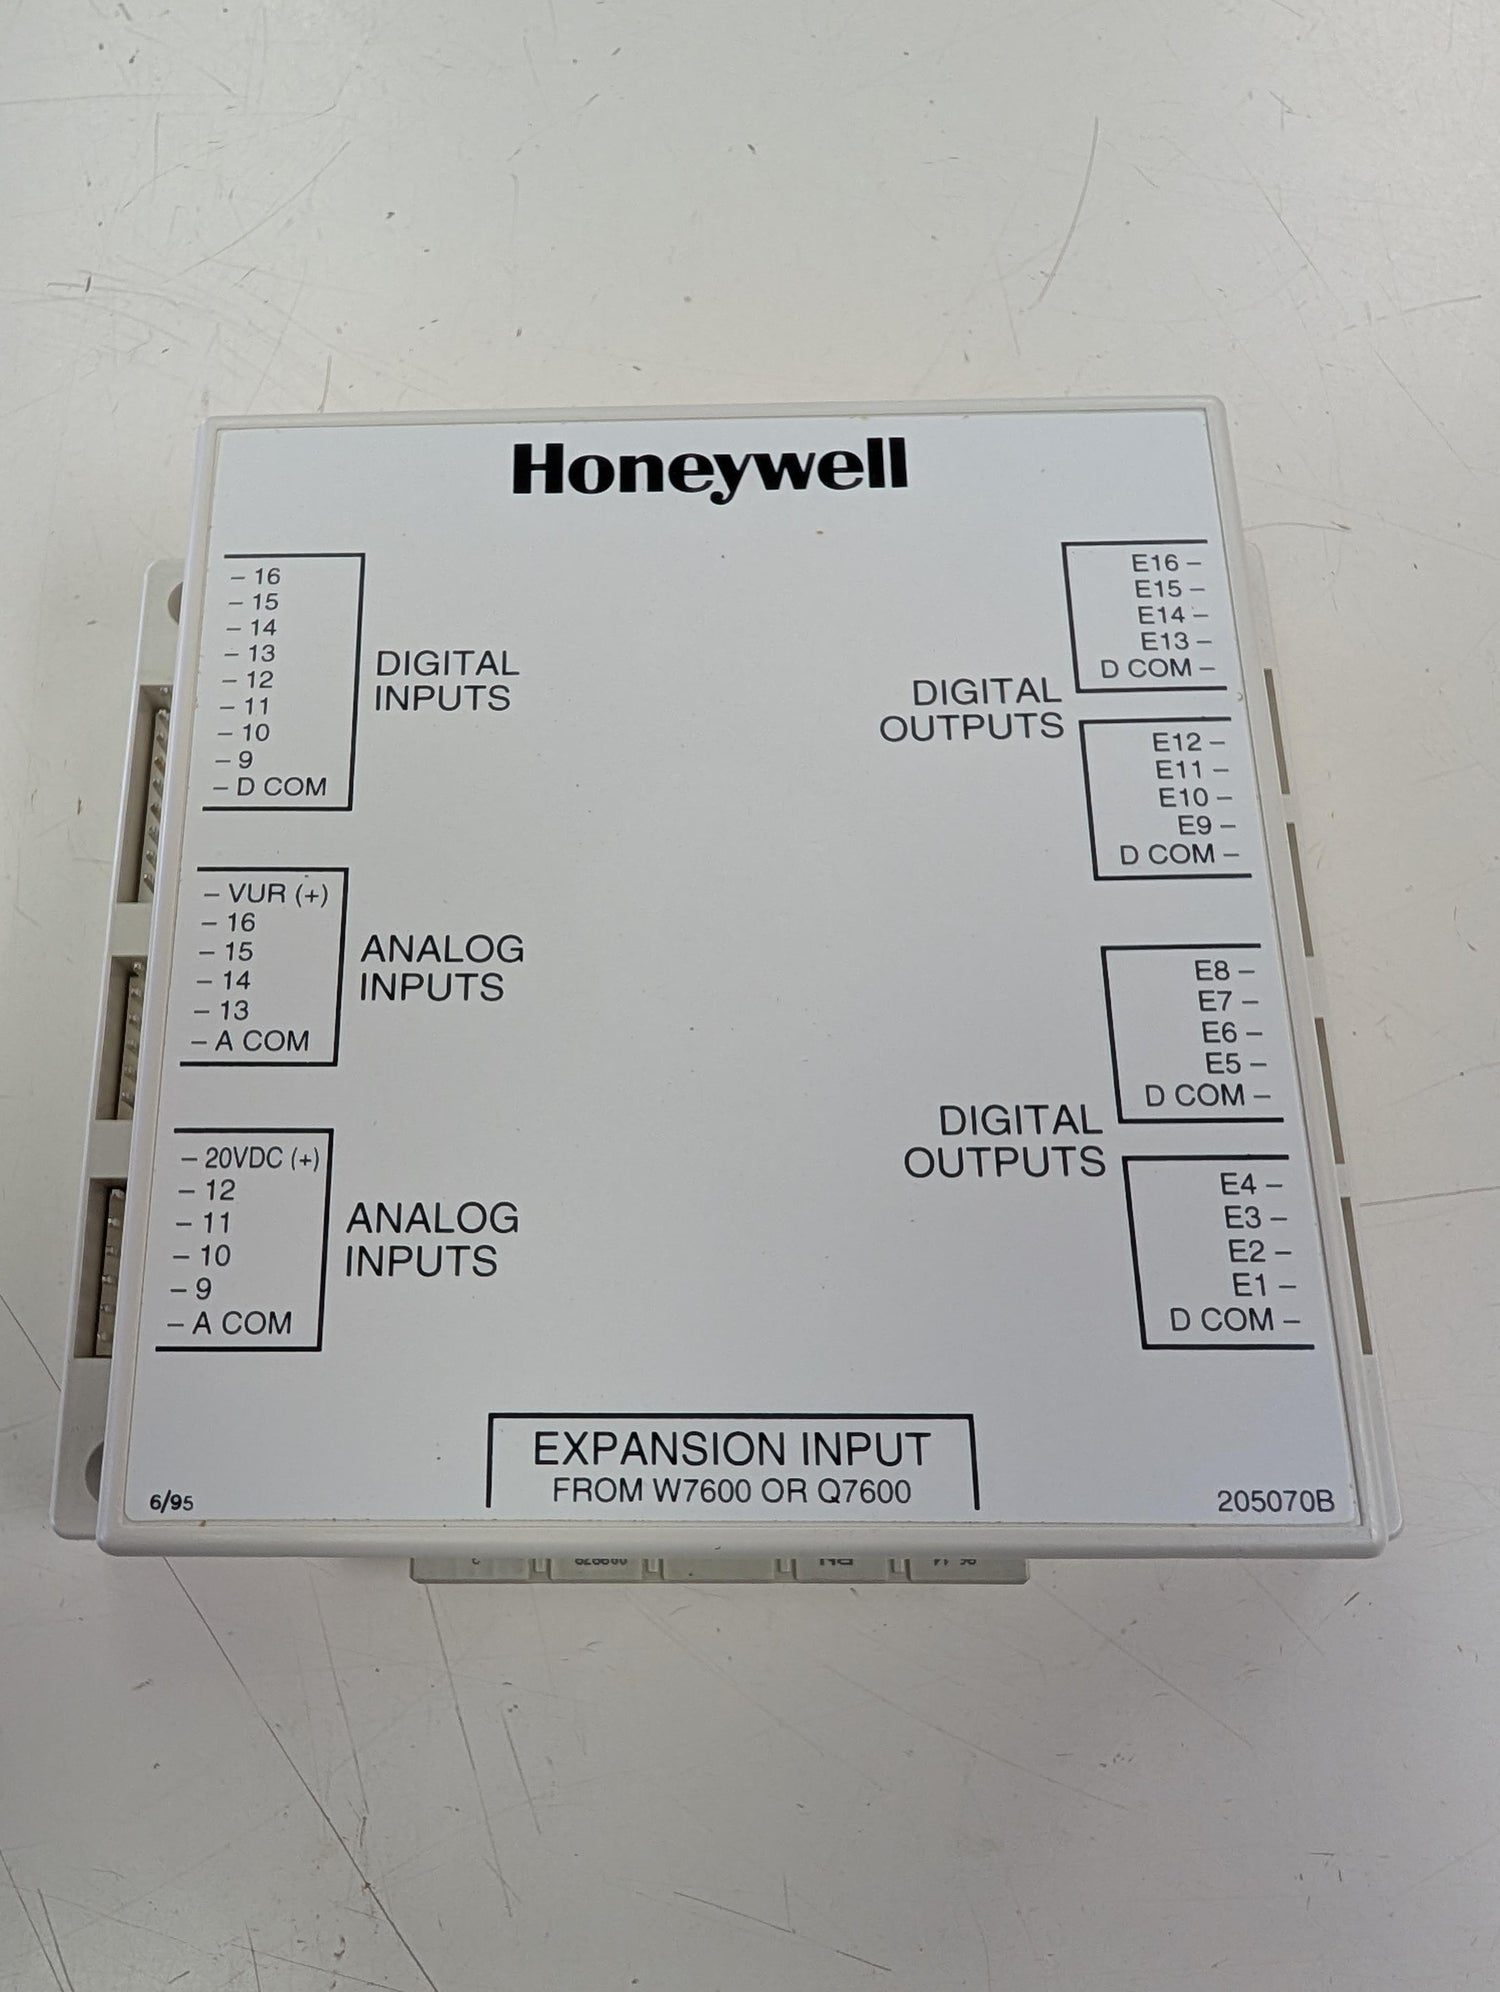 Honeywell
– 16
– 15
– 14
– 13
– 12
– 11
– 10
– 9
– D COM
DIGITAL
INPUTS
– VUR (+)
– 16
– 15
– 14
– 13
– A COM
ANALOG
INPUTS
– 20VDC (+)
– 12
– 11
– 10
– 9
– A COM
ANALOG
INPUTS
E16 –
E15 –
E14 –
E13 –
D COM –
DIGITAL
OUTPUTS
E12 –
E11 –
E10 –
E9 –
D COM –
E8 –
E7 –
E6 –
E5 –
D COM –
DIGITAL
OUTPUTS
E4 –
E3 –
E2 –
E1 –
D COM –
EXPANSION INPUT
FROM W7600 OR Q7600
6/95
205070B